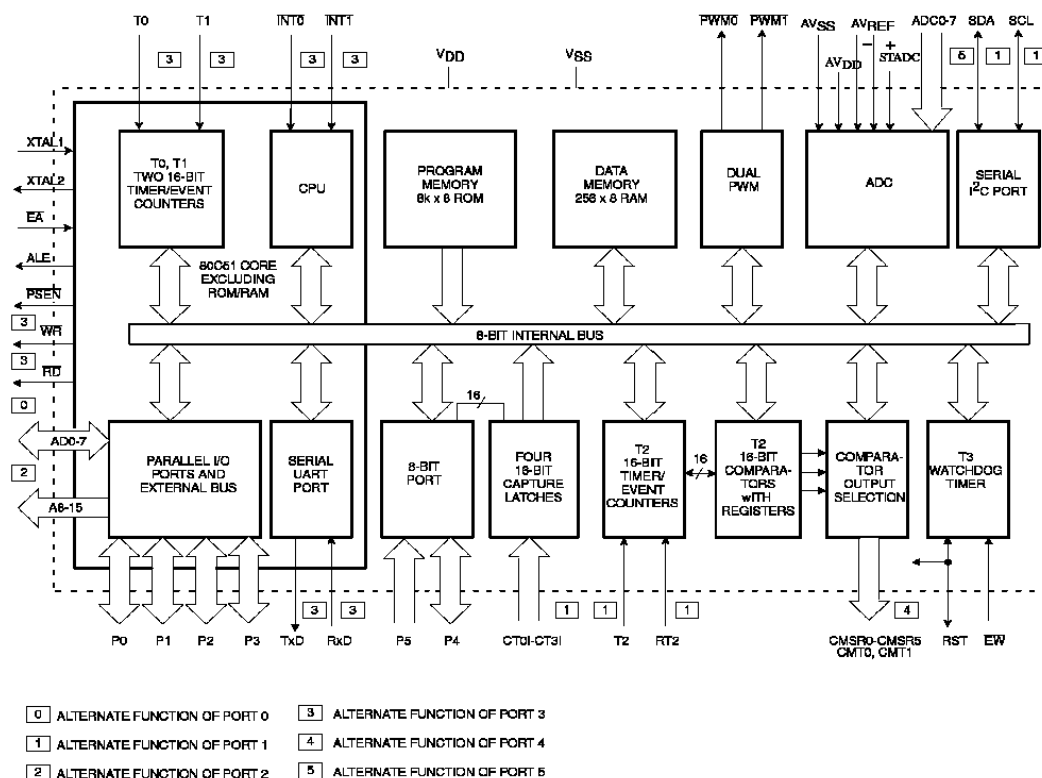 T0 T1 INT0 INT1 PWM0 PWM1 AVSS AVREF ADC0-7 SDA SCL
3 3 3 3 VDD VSS AVDD - + STADC 5 1 1
XTAL1
XTAL2
EA
ALE
PSEN
3
WR
3
RD
0
AD0-7
2
A8-15
T0, T1
TWO 16-BIT
TIMER/EVENT
COUNTERS
CPU
PROGRAM
MEMORY
8k x 8 ROM
DATA
MEMORY
256 x 8 RAM
DUAL
PWM
ADC
SERIAL
I2C PORT
80C51 CORE
EXCLUDING
ROM/RAM
8-BIT INTERNAL BUS
16
16
PARALLEL I/O
PORTS AND
EXTERNAL BUS
SERIAL
UART
PORT
8-BIT
PORT
FOUR
16-BIT
CAPTURE
LATCHES
T2
16-BIT
TIMER/
EVENT
COUNTERS
T2
16-BIT
COMPARA-
TORS
wITH
REGISTERS
COMPARA-
TOR
OUTPUT
SELECTION
T3
WATCHDOG
TIMER
3 3 1 1 1 4
P0 P1 P2 P3 TxD RxD P5 P4 CT0I-CT3I T2 RT2 CMSR0-CMSR5 RST EW
CMT0, CMT1
0 ALTERNATE FUNCTION OF PORT 0
1 ALTERNATE FUNCTION OF PORT 1
2 ALTERNATE FUNCTION OF PORT 2
3 ALTERNATE FUNCTION OF PORT 3
4 ALTERNATE FUNCTION OF PORT 4
5 ALTERNATE FUNCTION OF PORT 5